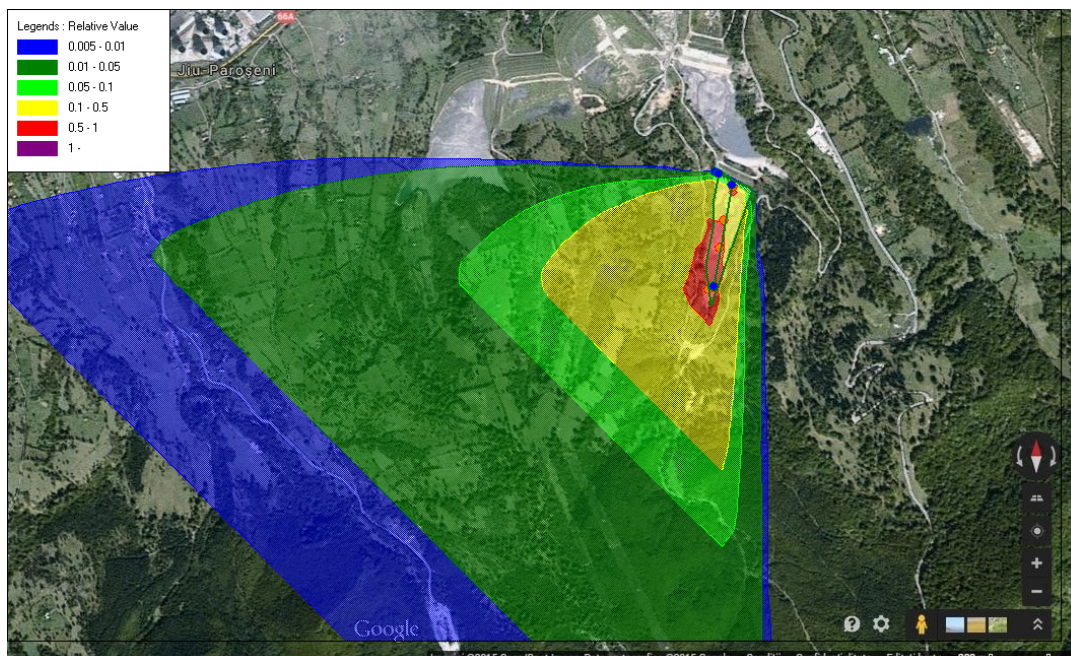 Legends : Relative Value
0.005 - 0.01
0.01 - 0.05
0.05 - 0.1
0.1 - 0.5
0.5 - 1
1 -
66A
Jiu-Paroșeni
Google